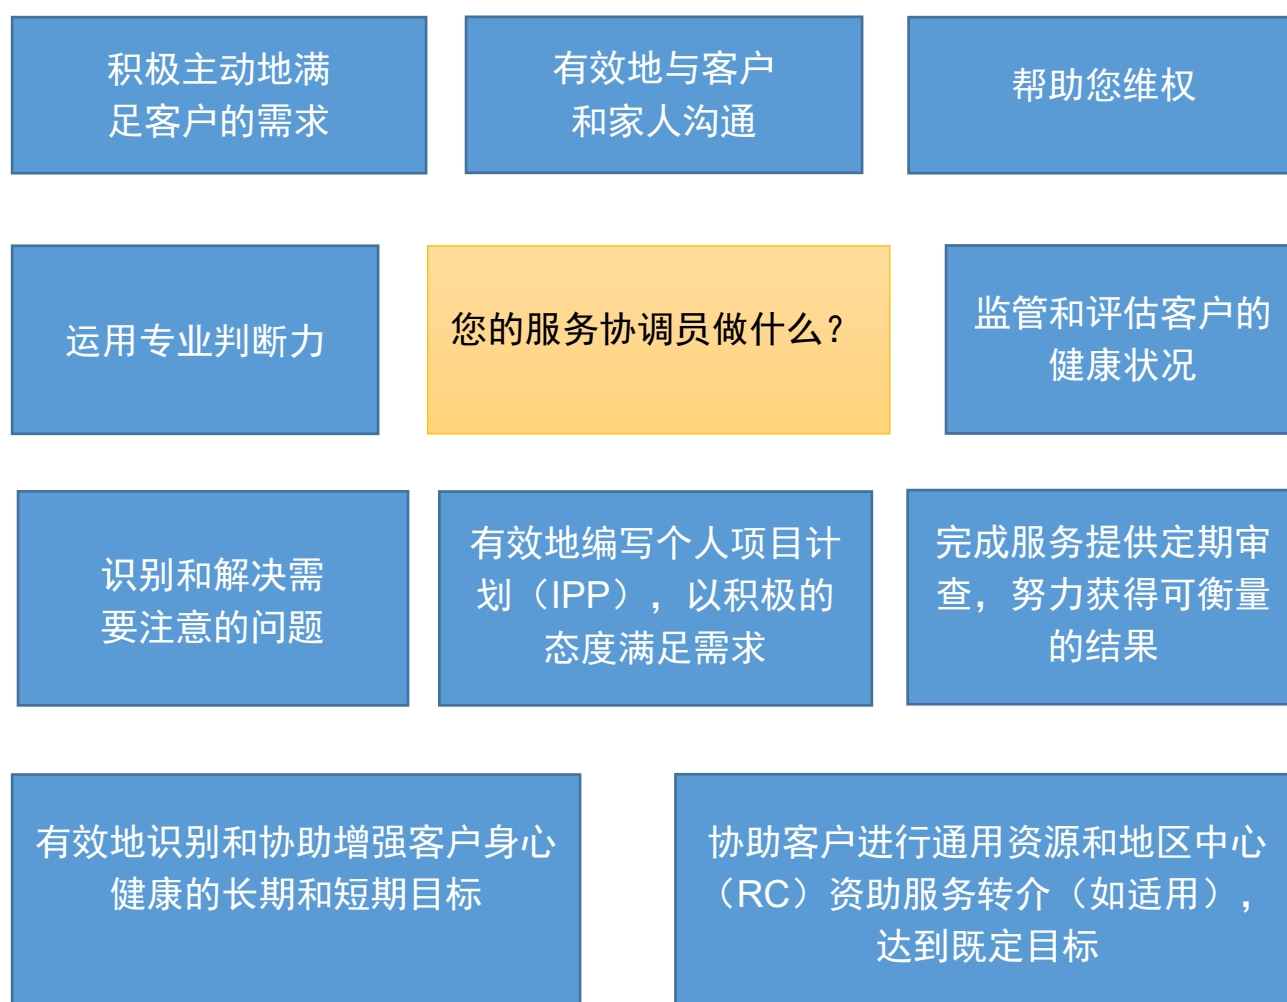 积极主动地满
足客户的需求
有效地与客户
和家人沟通
帮助您维权
运用专业判断力
您的服务协调员做什么？
监管和评估客户的
健康状况
识别和解决需
要注意的问题
有效地编写个人项目计
划（IPP），以积极的
态度满足需求
完成服务提供定期审
查，努力获得可衡量
的结果
有效地识别和协助增强客户身心
健康的长期和短期目标
协助客户进行通用资源和地区中心
（RC）资助服务转介（如适用），
达到既定目标